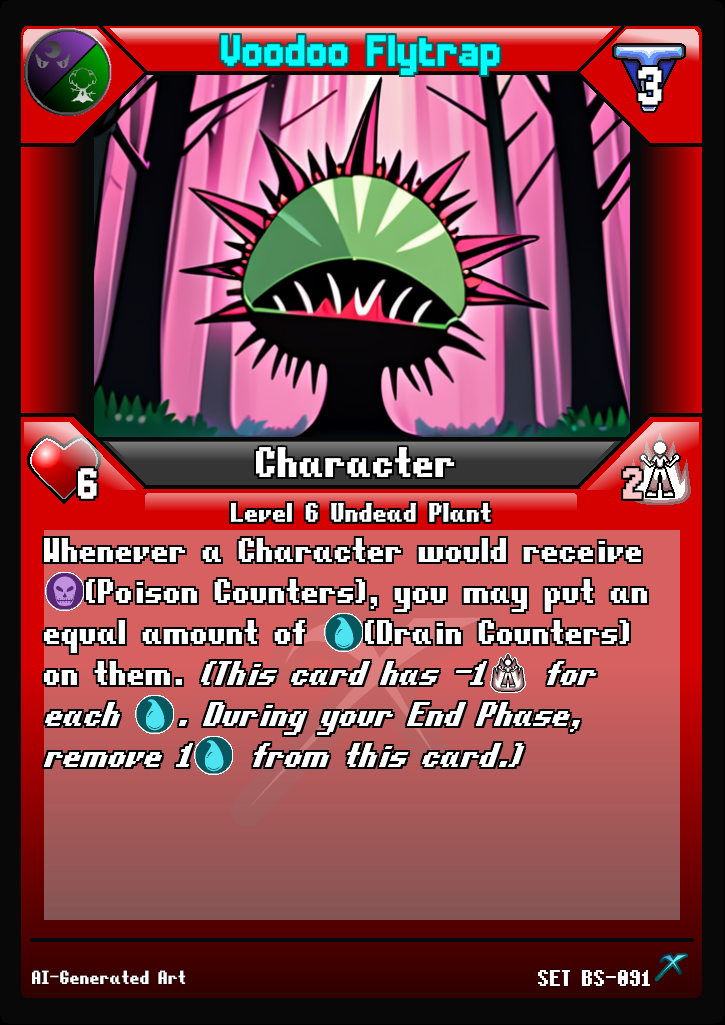 Voodoo Flytrap
3
Character
6
2
Level 6 Undead Plant
Whenever a Character would receive
(Poison Counters), you may put an
equal amount of (Drain Counters)
on them. (This card has -1 for
each . During your End Phase,
remove 1 from this card.)
AI-Generated Art
SET BS-091